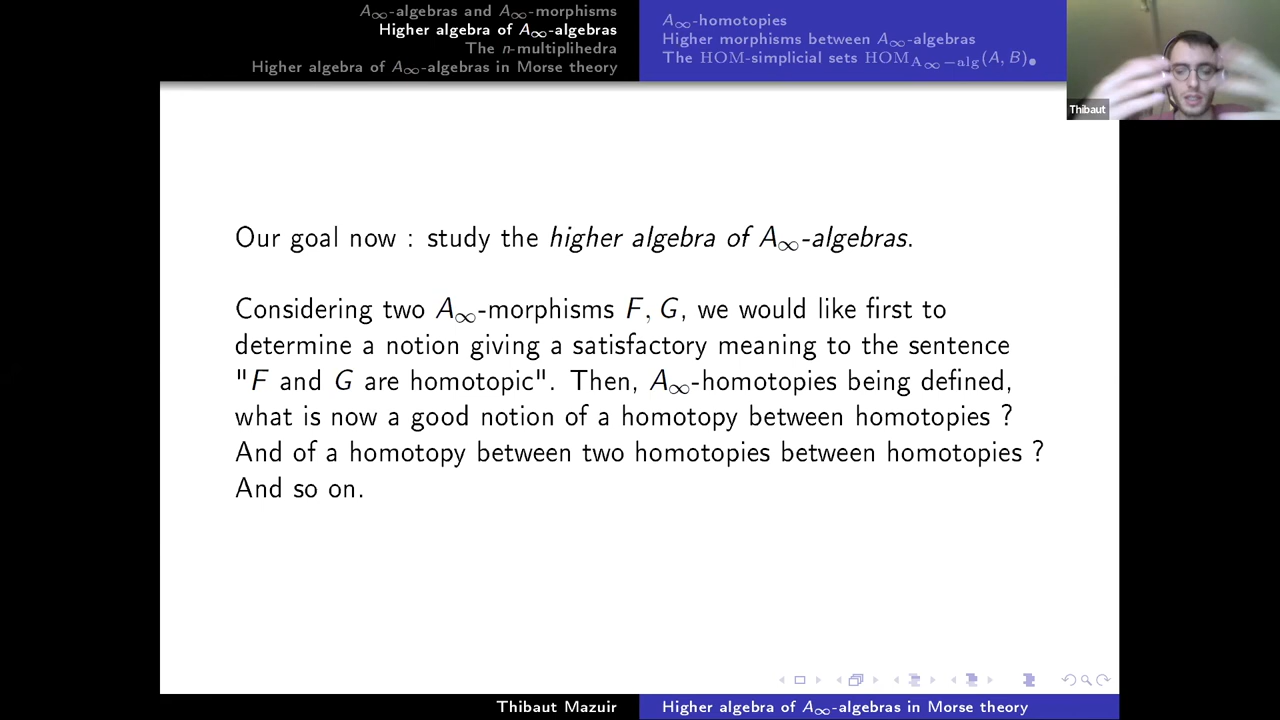 A∞-algebras and A∞-morphisms
Higher algebra of A∞-algebras
The n-multiplihedra
Higher algebra of A∞-algebras in Morse theory
A∞-homotopies
Higher morphisms between A∞-algebras
The HOM-simplicial sets HOM_{A∞−alg}(A, B)•
Thibaut
Our goal now : study the higher algebra of A∞-algebras.
Considering two A∞-morphisms F, G, we would like first to
determine a notion giving a satisfactory meaning to the sentence
"F and G are homotopic". Then, A∞-homotopies being defined,
what is now a good notion of a homotopy between homotopies ?
And of a homotopy between two homotopies between homotopies ?
And so on.
Thibaut Mazuir
Higher algebra of A∞-algebras in Morse theory